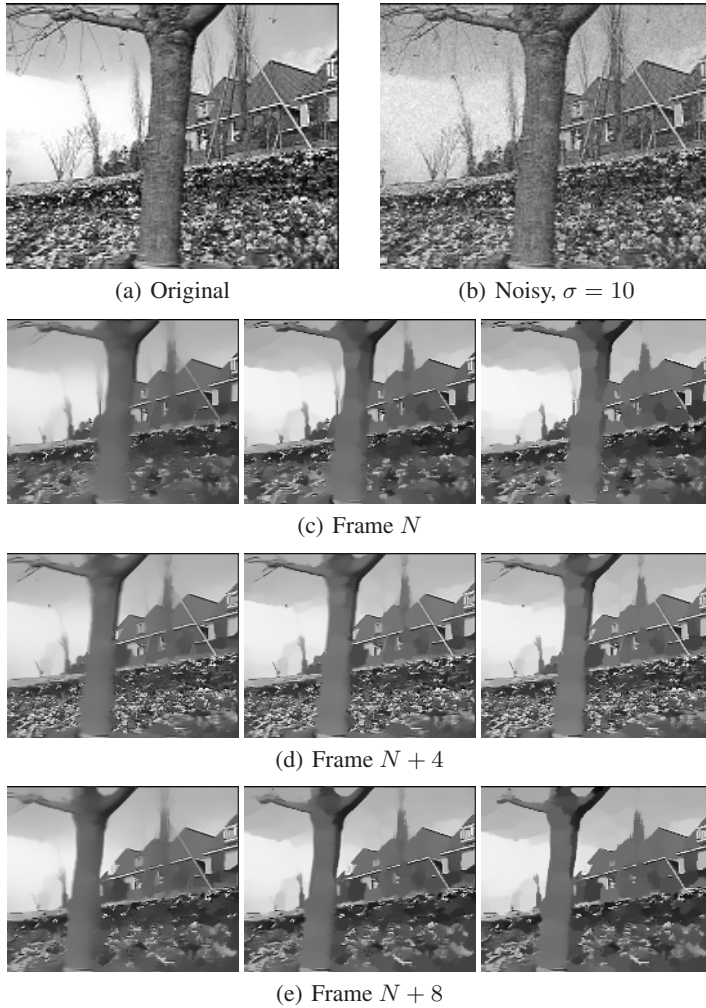 (a) Original
(b) Noisy, σ = 10
(c) Frame N
(d) Frame N + 4
(e) Frame N + 8